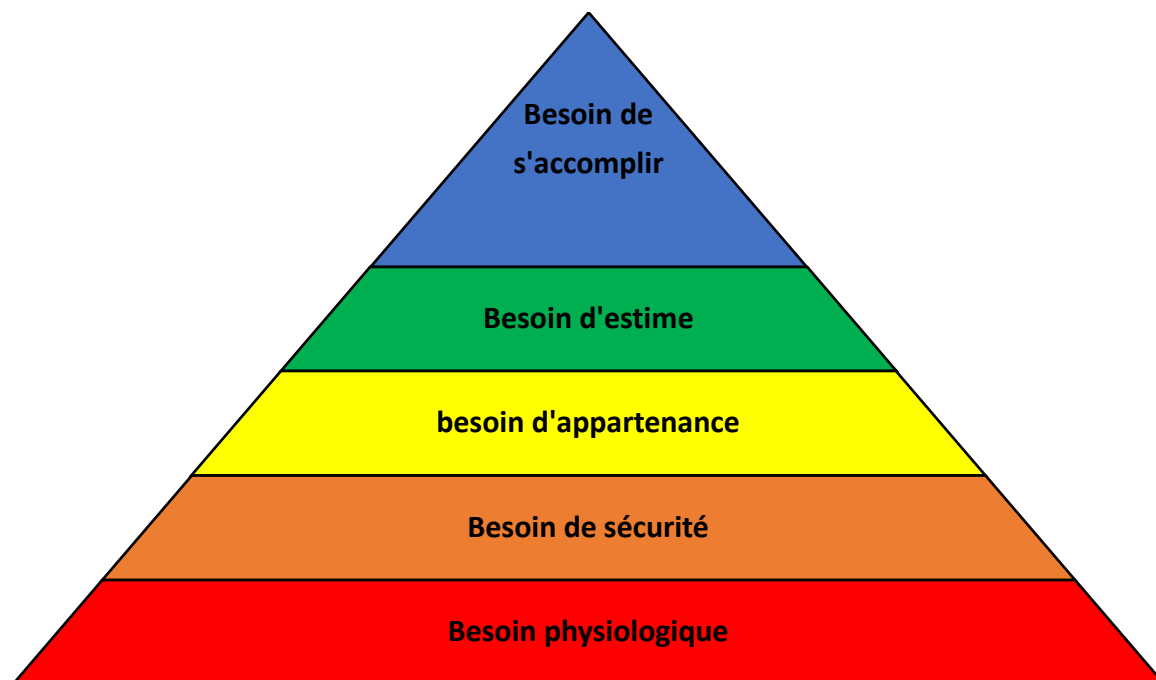 Besoin de
s'accomplir
Besoin d'estime
besoin d'appartenance
Besoin de sécurité
Besoin physiologique